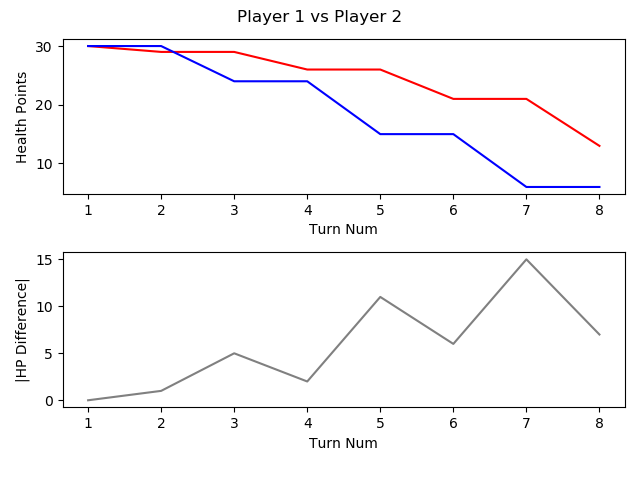 Player 1 vs Player 2
Health Points
30
20
10
1 2 3 4 5 6 7 8
Turn Num
|HP Difference|
15
10
5
0
1 2 3 4 5 6 7 8
Turn Num